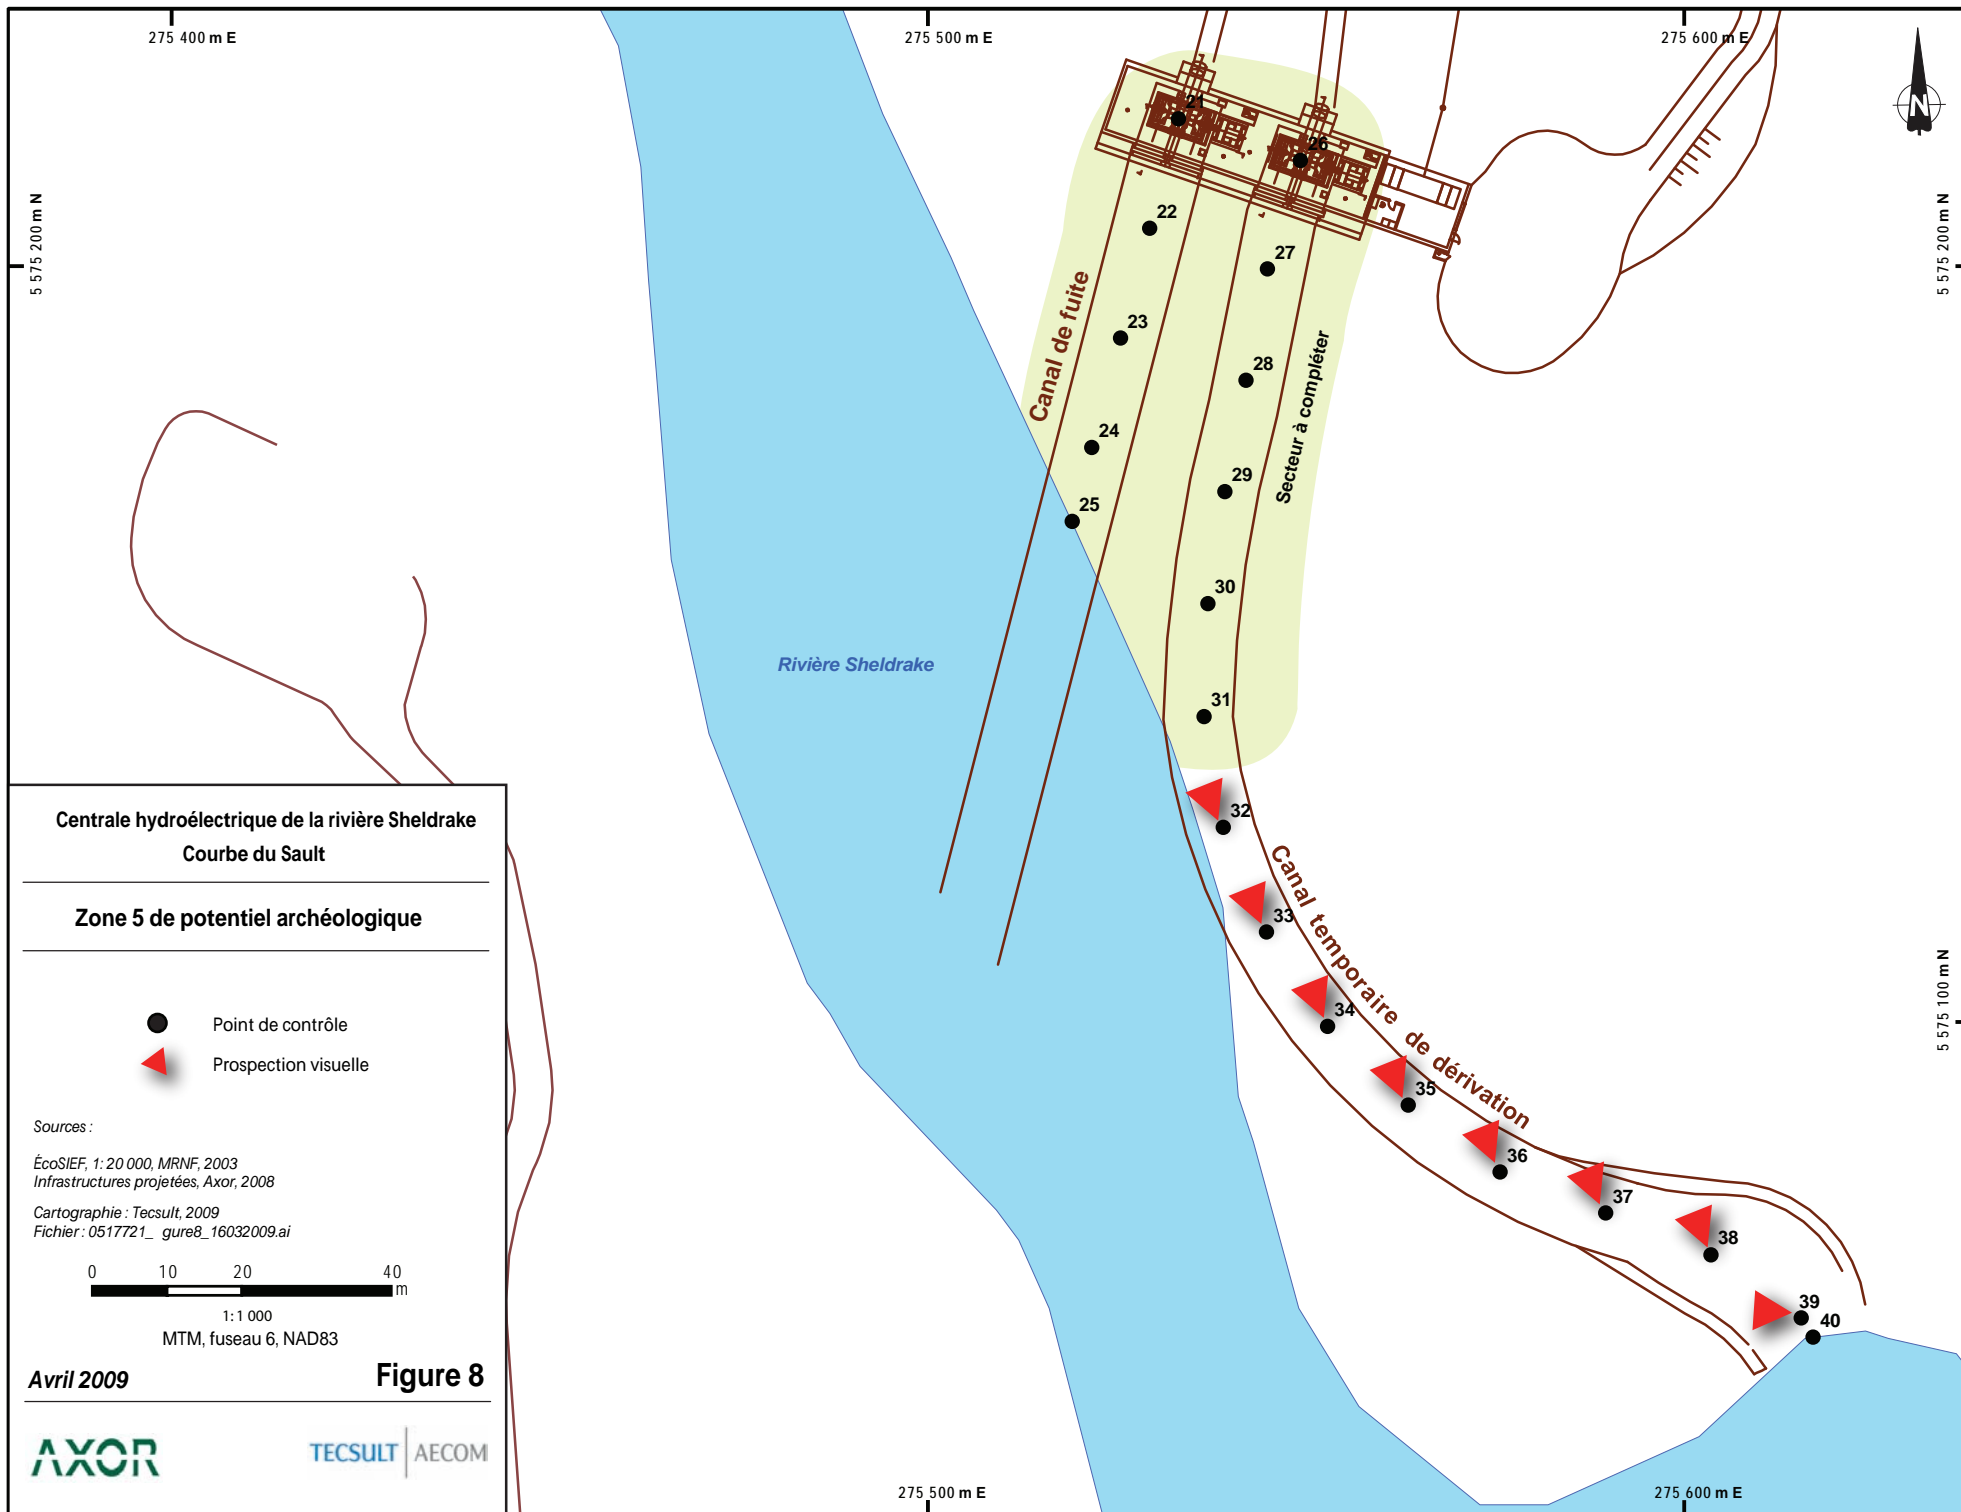 275 400 m E
275 500 m E
275 600 m E
N
5 575 200 m N
5 575 200 m N
21
26
22
27
23
28
24
29
25
30
31
32
33
34
35
36
37
38
39
40
Canal de fuite
Secteur à compléter
Rivière Sheldrake
Canal temporaire de dérivation
5 575 100 m N
Centrale hydroélectrique de la rivière Sheldrake
Courbe du Sault
Zone 5 de potentiel archéologique
Point de contrôle
Prospection visuelle
Sources :
ÉcoSIEF, 1: 20 000, MRNF, 2003
Infrastructures projetées, Axor, 2008
Cartographie : Tecsult, 2009
Fichier : 0517721_ gure8_16032009.ai
0 10 20 40
m
1: 1 000
MTM, fuseau 6, NAD83
Avril 2009
Figure 8
AXOR
TECSULT AECOM
275 500 m E
275 600 m E